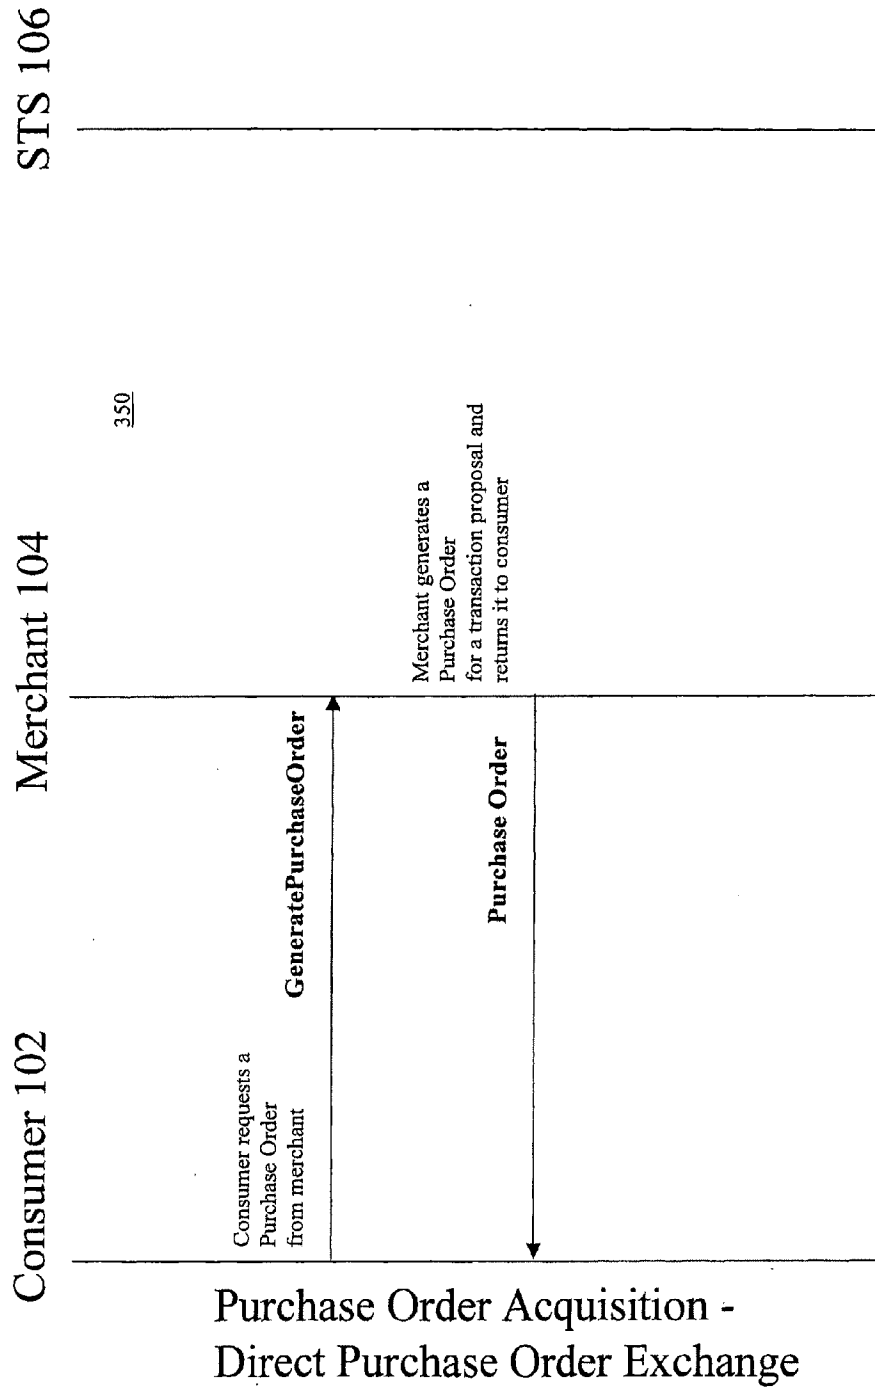 Consumer 102
Merchant 104
STS 106
350
Consumer requests a
Purchase Order
from merchant
GeneratePurchaseOrder
Merchant generates a
Purchase Order
for a transaction proposal and
returns it to consumer
Purchase Order
Purchase Order Acquisition -
Direct Purchase Order Exchange